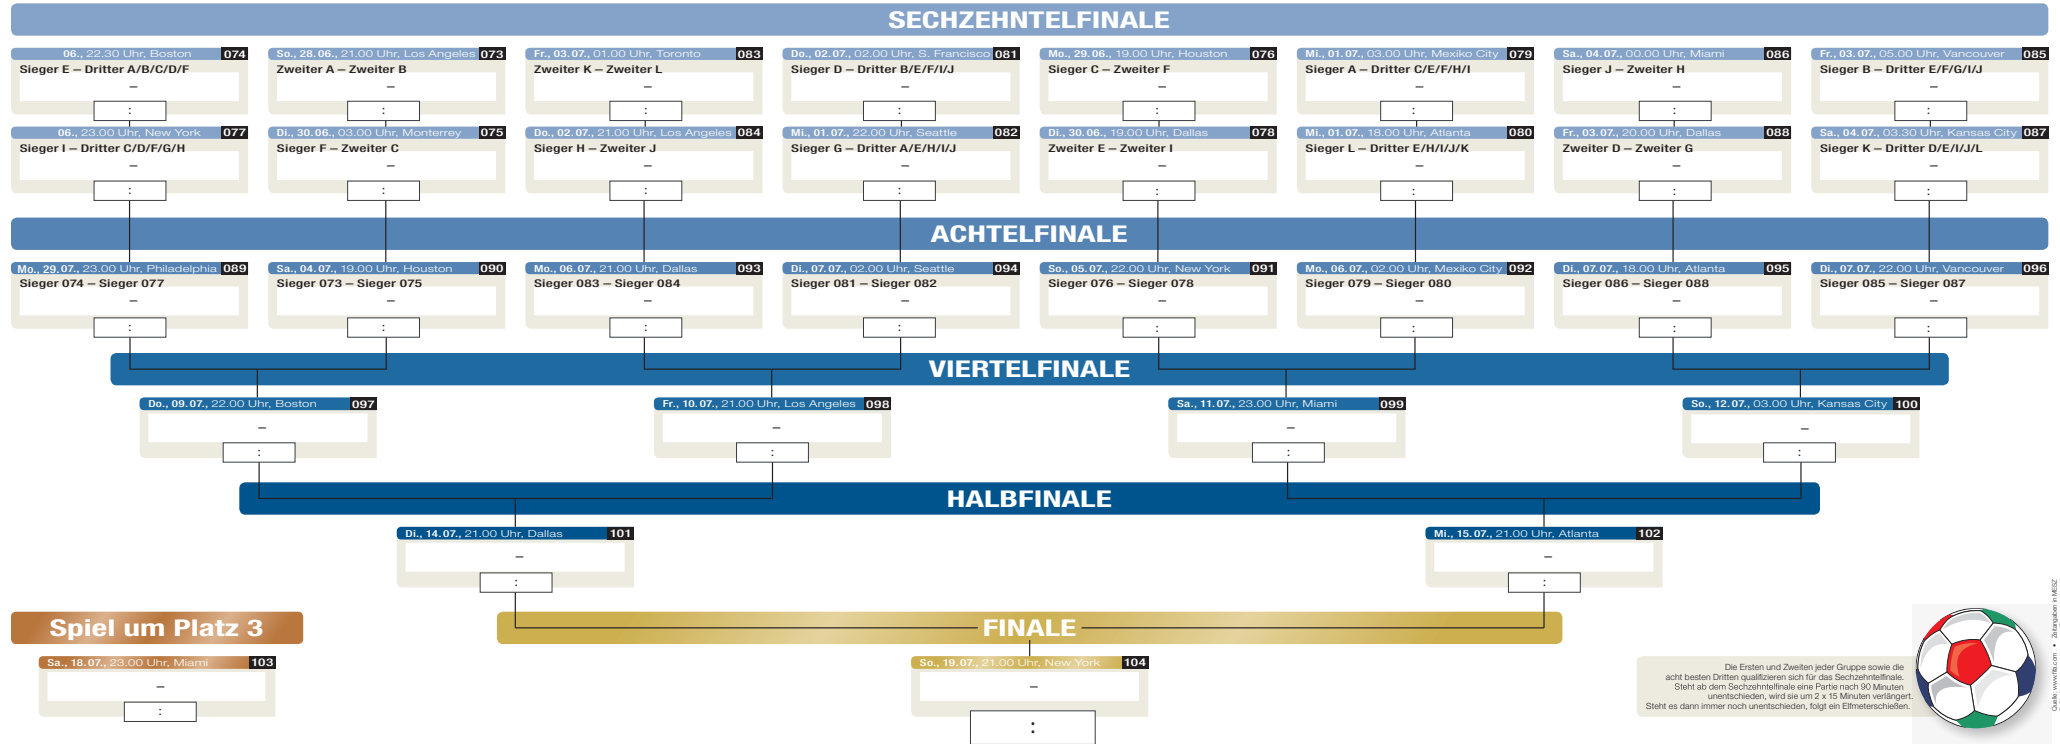 SECHZEHNTELFINALE
06., 22.30 Uhr, Boston 074
Sieger E – Dritter A/B/C/D/F
–
:
So., 28.06., 21.00 Uhr, Los Angeles 073
Zweiter A – Zweiter B
–
:
Fr., 03.07., 01.00 Uhr, Toronto 083
Zweiter K – Zweiter L
–
:
Do., 02.07., 02.00 Uhr, S. Francisco 081
Sieger D – Dritter B/E/F/I/J
–
:
Mo., 29.06., 19.00 Uhr, Houston 076
Sieger C – Zweiter F
–
:
Mi., 01.07., 03.00 Uhr, Mexiko City 079
Sieger A – Dritter C/E/F/H/I
–
:
Sa., 04.07., 00.00 Uhr, Miami 086
Sieger J – Zweiter H
–
:
Fr., 03.07., 05.00 Uhr, Vancouver 085
Sieger B – Dritter E/F/G/I/J
–
:
06., 23.00 Uhr, New York 077
Sieger I – Dritter C/D/F/G/H
–
:
Di., 30.06., 03.00 Uhr, Monterrey 075
Sieger F – Zweiter C
–
:
Do., 02.07., 21.00 Uhr, Los Angeles 084
Sieger H – Zweiter J
–
:
Mi., 01.07., 22.00 Uhr, Seattle 082
Sieger G – Dritter A/E/H/I/J
–
:
Di., 30.06., 19.00 Uhr, Dallas 078
Zweiter E – Zweiter I
–
:
Mi., 01.07., 18.00 Uhr, Atlanta 080
Sieger L – Dritter E/H/I/J/K
–
:
Fr., 03.07., 20.00 Uhr, Dallas 088
Zweiter D – Zweiter G
–
:
Sa., 04.07., 03.30 Uhr, Kansas City 087
Sieger K – Dritter D/E/I/J/L
–
:
ACHTELFINALE
Mo., 29.07., 23.00 Uhr, Philadelphia 089
Sieger 074 – Sieger 077
–
:
Sa., 04.07., 19.00 Uhr, Houston 090
Sieger 073 – Sieger 075
–
:
Mo., 06.07., 21.00 Uhr, Dallas 093
Sieger 083 – Sieger 084
–
:
Di., 07.07., 02.00 Uhr, Seattle 094
Sieger 081 – Sieger 082
–
:
So., 05.07., 22.00 Uhr, New York 091
Sieger 076 – Sieger 078
–
:
Mo., 06.07., 02.00 Uhr, Mexiko City 092
Sieger 079 – Sieger 080
–
:
Di., 07.07., 18.00 Uhr, Atlanta 095
Sieger 086 – Sieger 088
–
:
Di., 07.07., 22.00 Uhr, Vancouver 096
Sieger 085 – Sieger 087
–
:
VIERTELFINALE
Do., 09.07., 22.00 Uhr, Boston 097
–
:
Fr., 10.07., 21.00 Uhr, Los Angeles 098
–
:
Sa., 11.07., 23.00 Uhr, Miami 099
–
:
So., 12.07., 03.00 Uhr, Kansas City 100
–
:
HALBFINALE
Di., 14.07., 21.00 Uhr, Dallas 101
–
:
Mi., 15.07., 21.00 Uhr, Atlanta 102
–
:
Spiel um Platz 3
Sa., 18.07., 23.00 Uhr, Miami 103
–
:
FINALE
So., 19.07., 21.00 Uhr, New York 104
–
:
Die Ersten und Zweiten jeder Gruppe sowie die
acht besten Dritten qualifizieren sich für das Sechzehntelfinale.
Steht ab dem Sechzehntelfinale eine Partie nach 90 Minuten
unentschieden, wird sie um 2 x 15 Minuten verlängert.
Steht es dann immer noch unentschieden, folgt ein Elfmeterschießen.
Quelle: www.fifa.com • Zeitangaben in MESZ